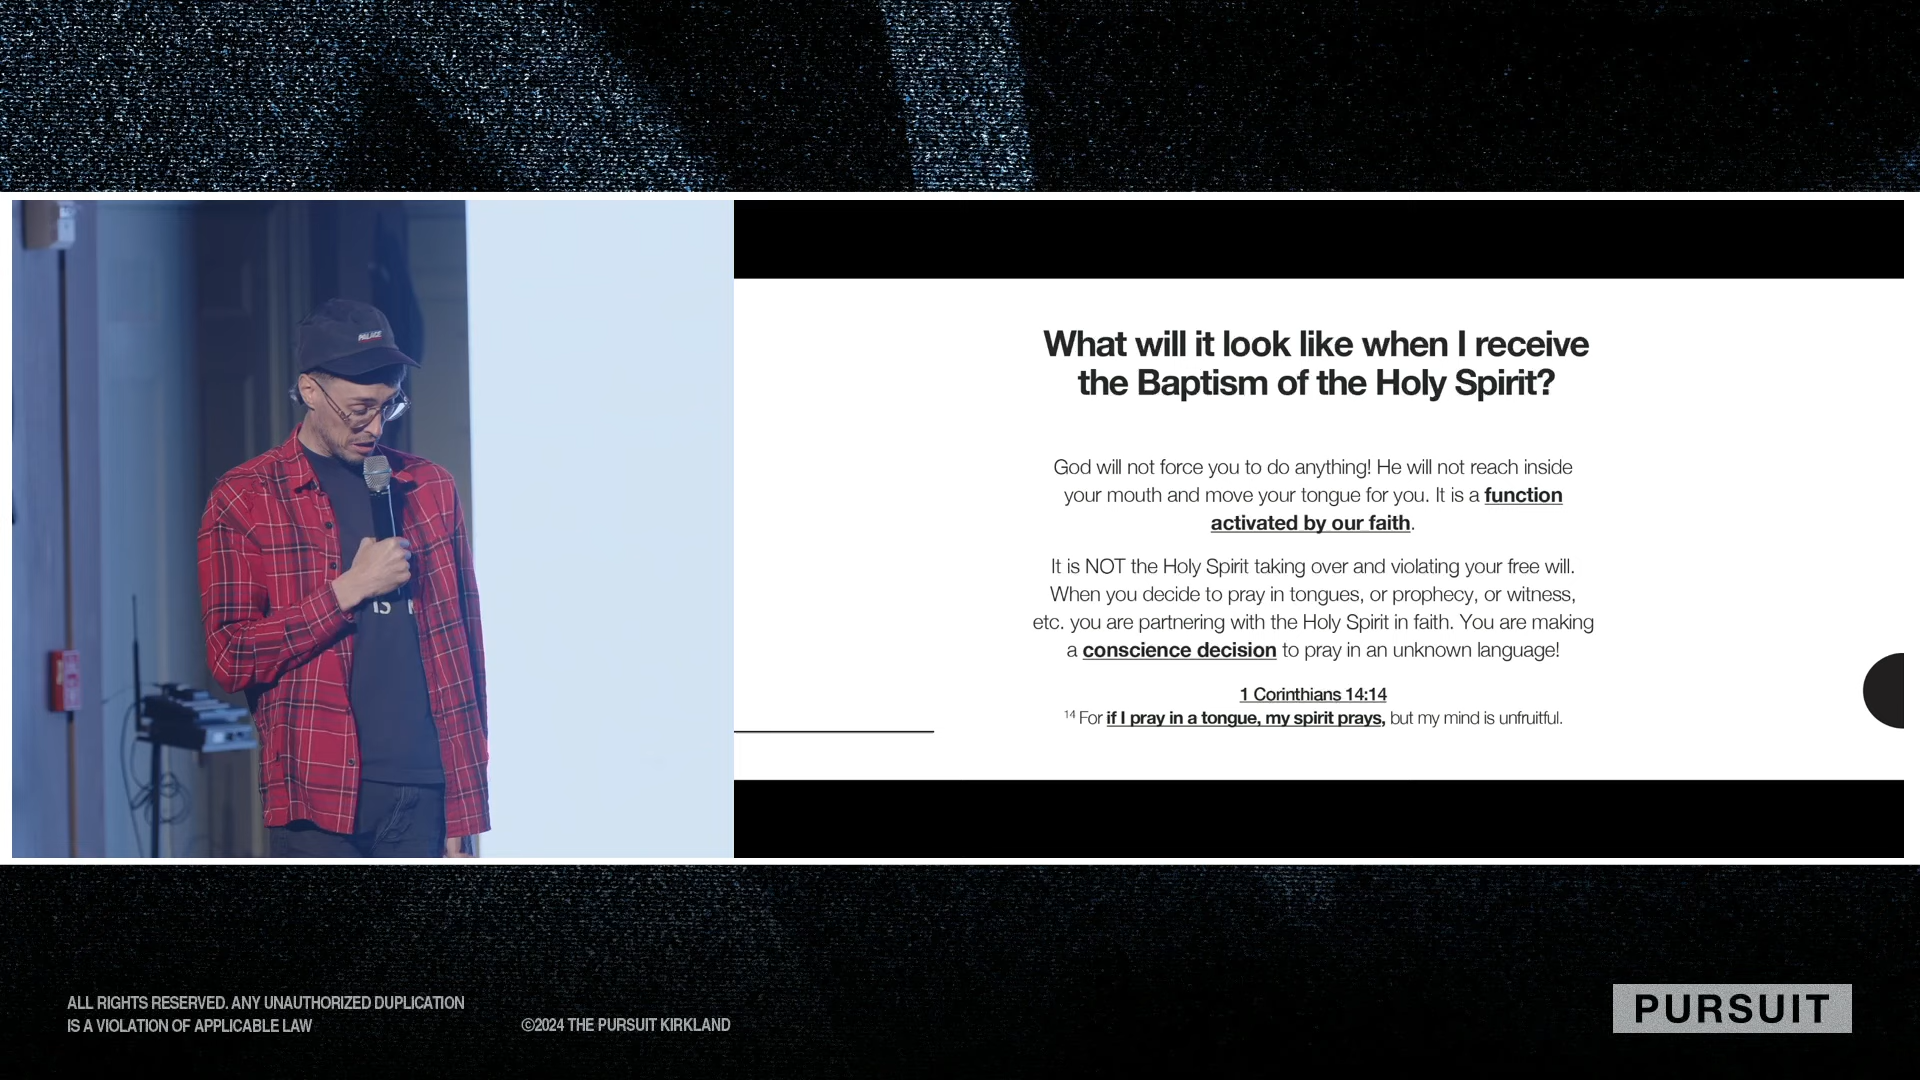 PALACE
IS
What will it look like when I receive
the Baptism of the Holy Spirit?
God will not force you to do anything! He will not reach inside
your mouth and move your tongue for you. It is a function
activated by our faith.
It is NOT the Holy Spirit taking over and violating your free will.
When you decide to pray in tongues, or prophecy, or witness,
etc. you are partnering with the Holy Spirit in faith. You are making
a conscience decision to pray in an unknown language!
1 Corinthians 14:14
14 For if I pray in a tongue, my spirit prays, but my mind is unfruitful.
ALL RIGHTS RESERVED. ANY UNAUTHORIZED DUPLICATION
IS A VIOLATION OF APPLICABLE LAW
©2024 THE PURSUIT KIRKLAND
PURSUIT